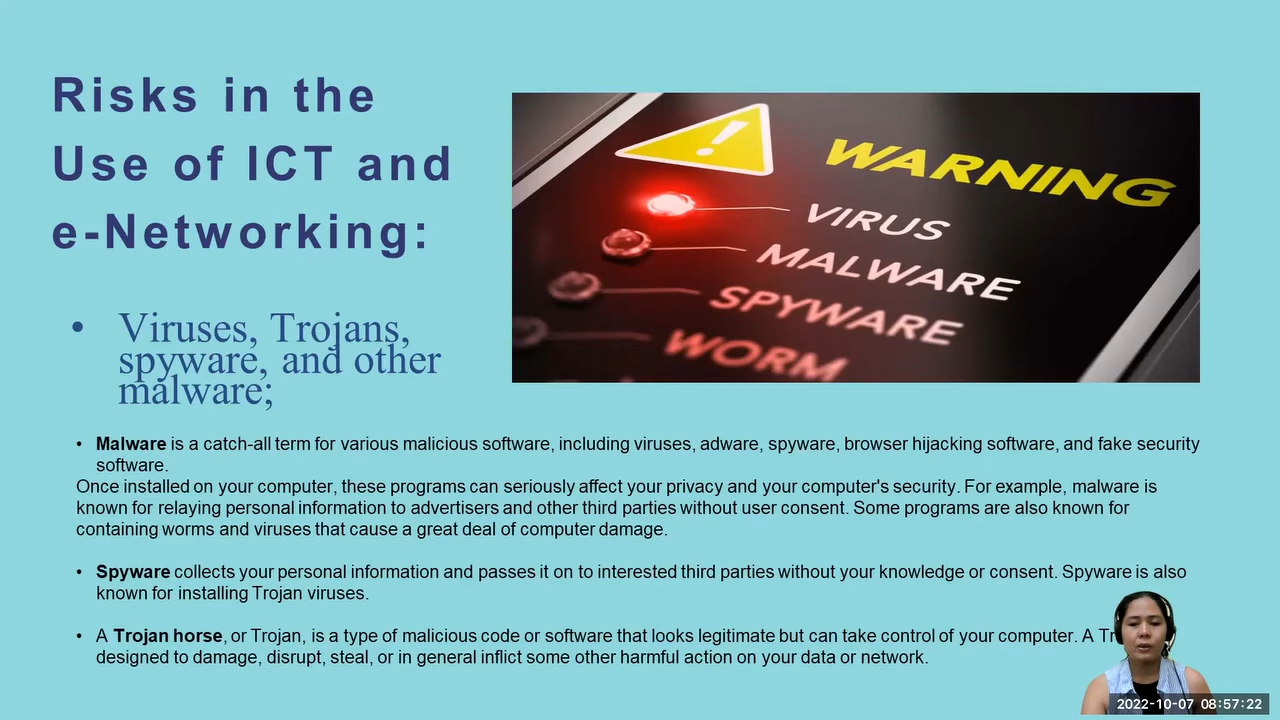 Risks in the
Use of ICT and
e-Networking:
WARNING
VIRUS
MALWARE
SPYWARE
WORM
• Viruses, Trojans,
spyware, and other
malware;
• Malware is a catch-all term for various malicious software, including viruses, adware, spyware, browser hijacking software, and fake security
software.
Once installed on your computer, these programs can seriously affect your privacy and your computer's security. For example, malware is
known for relaying personal information to advertisers and other third parties without user consent. Some programs are also known for
containing worms and viruses that cause a great deal of computer damage.
• Spyware collects your personal information and passes it on to interested third parties without your knowledge or consent. Spyware is also
known for installing Trojan viruses.
• A Trojan horse, or Trojan, is a type of malicious code or software that looks legitimate but can take control of your computer. A
designed to damage, disrupt, steal, or in general inflict some other harmful action on your data or network.
2022-10-07 08:57:22